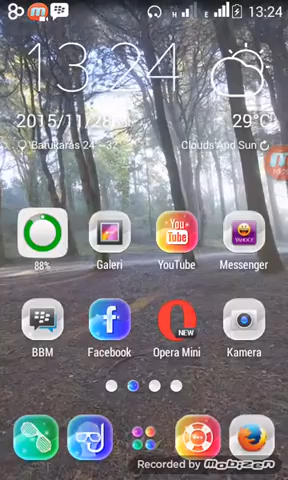 13:24
13 24
2015/11/28
29°C
Batukaras 24 ~ 32
Clouds And Sun
88%
Galeri
You
Tube
YouTube
YAHOO!
Messenger
BBM
Facebook
NEW
Opera Mini
Kamera
Recorded by mobizen